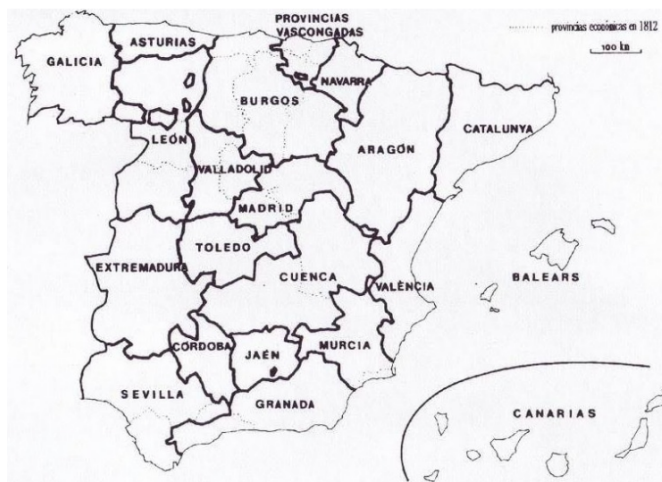 PROVINCIAS
VASCONGADAS
provincias económicas en 1812
100 km
ASTURIAS
GALICIA
NAVARRA
BURGOS
CATALUNYA
LEÓN
ARAGÓN
VALLADOLID
MADRID
TOLEDO
EXTREMADURA
CUENCA
BALEARS
VALÈNCIA
CÓRDOBA
JAÉN
MURCIA
SEVILLA
GRANADA
CANARIAS